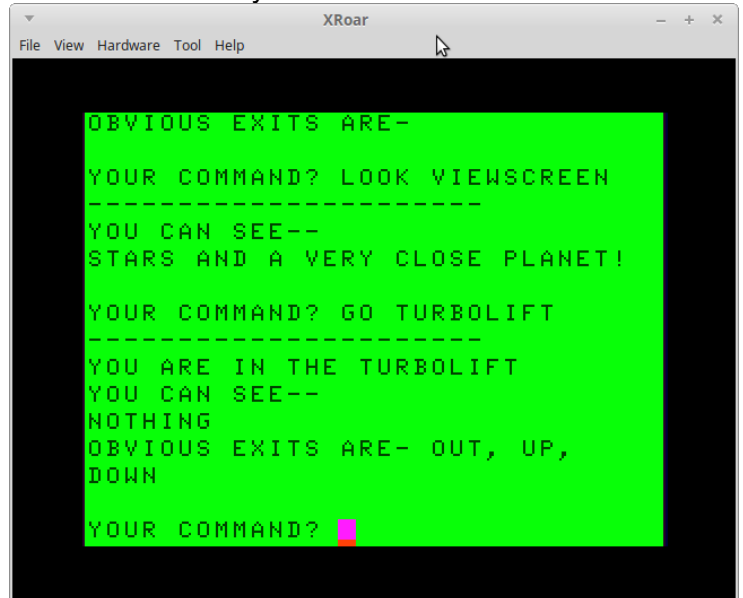 XRoar
File View Hardware Tool Help
OBVIOUS EXITS ARE-
YOUR COMMAND? LOOK VIEWSCREEN
----------------------
YOU CAN SEE--
STARS AND A VERY CLOSE PLANET!
YOUR COMMAND? GO TURBOLIFT
----------------------
YOU ARE IN THE TURBOLIFT
YOU CAN SEE--
NOTHING
OBVIOUS EXITS ARE- OUT, UP,
DOWN
YOUR COMMAND?